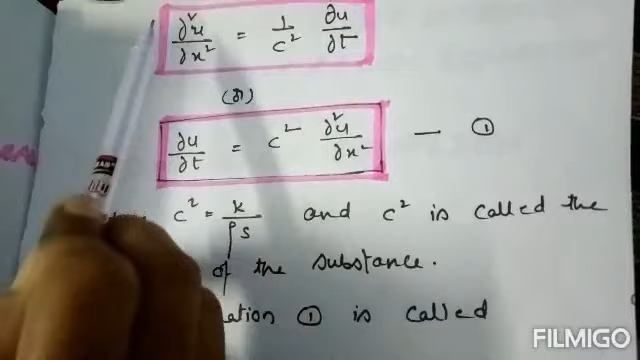 ∂²u/∂x² = 1/c² ∂u/∂t
(or)
∂u/∂t = c² ∂²u/∂x² — ①
c² = k/ρs and c² is called the
of the substance.
ation ① is called
FILMIGO